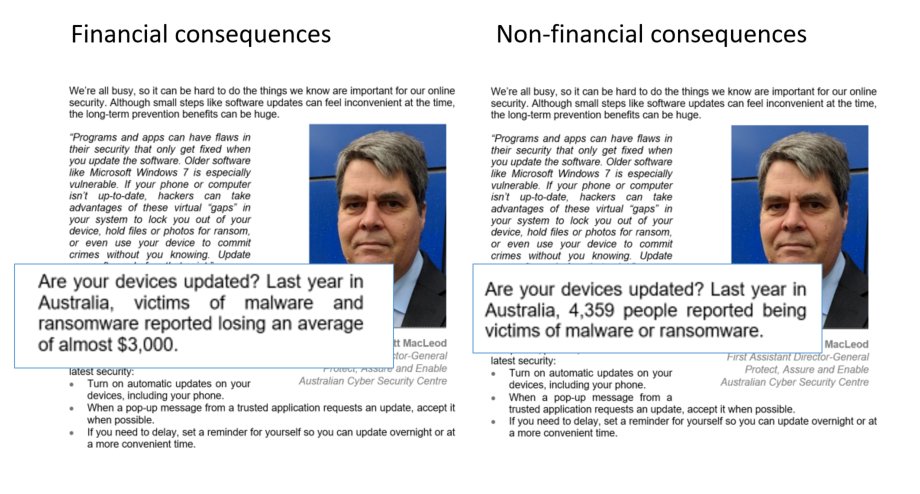 Financial consequences
We're all busy, so it can be hard to do the things we know are important for our online
security. Although small steps like software updates can feel inconvenient at the time,
the long-term prevention benefits can be huge.
"Programs and apps can have flaws in
their security that only get fixed when
you update the software. Older software
like Microsoft Windows 7 is especially
vulnerable. If your phone or computer
isn't up-to-date, hackers can take
advantages of these virtual "gaps" in
your system to lock you out of your
device, hold files or photos for ransom,
or even use your device to commit
crimes without you knowing. Update
Are your devices updated? Last year in
Australia, victims of malware and
ransomware reported losing an average
of almost $3,000.
tt MacLeod
ctor-General
Protect, Assure and Enable
Australian Cyber Security Centre
latest security:
• Turn on automatic updates on your
devices, including your phone.
• When a pop-up message from a trusted application requests an update, accept it
when possible.
• If you need to delay, set a reminder for yourself so you can update overnight or at
a more convenient time.
Non-financial consequences
We're all busy, so it can be hard to do the things we know are important for our online
security. Although small steps like software updates can feel inconvenient at the time,
the long-term prevention benefits can be huge.
"Programs and apps can have flaws in
their security that only get fixed when
you update the software. Older software
like Microsoft Windows 7 is especially
vulnerable. If your phone or computer
isn't up-to-date, hackers can take
advantages of these virtual "gaps" in
your system to lock you out of your
device, hold files or photos for ransom,
or even use your device to commit
crimes without you knowing. Update
Are your devices updated? Last year in
Australia, 4,359 people reported being
victims of malware or ransomware.
MacLeod
First Assistant Director-General
Protect, Assure and Enable
Australian Cyber Security Centre
latest security:
• Turn on automatic updates on your
devices, including your phone.
• When a pop-up message from a
trusted application requests an update, accept it when possible.
• If you need to delay, set a reminder for yourself so you can update overnight or at
a more convenient time.